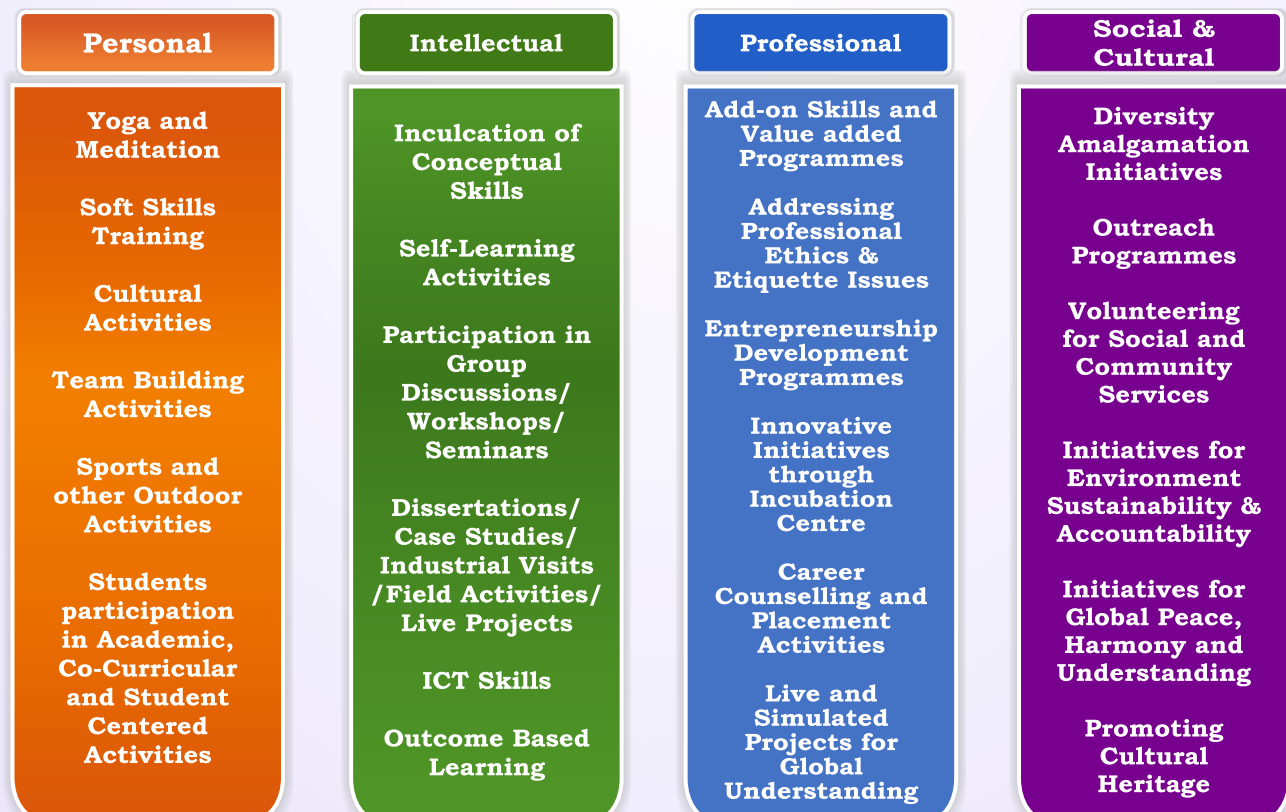 Personal
Yoga and
Meditation
Soft Skills
Training
Cultural
Activities
Team Building
Activities
Sports and
other Outdoor
Activities
Students
participation
in Academic,
Co-Curricular
and Student
Centered
Activities
Intellectual
Inculcation of
Conceptual
Skills
Self-Learning
Activities
Participation in
Group
Discussions/
Workshops/
Seminars
Dissertations/
Case Studies/
Industrial Visits
/Field Activities/
Live Projects
ICT Skills
Outcome Based
Learning
Professional
Add-on Skills and
Value added
Programmes
Addressing
Professional
Ethics &
Etiquette Issues
Entrepreneurship
Development
Programmes
Innovative
Initiatives
through
Incubation
Centre
Career
Counselling and
Placement
Activities
Live and
Simulated
Projects for
Global
Understanding
Social &
Cultural
Diversity
Amalgamation
Initiatives
Outreach
Programmes
Volunteering
for Social and
Community
Services
Initiatives for
Environment
Sustainability &
Accountability
Initiatives for
Global Peace,
Harmony and
Understanding
Promoting
Cultural
Heritage